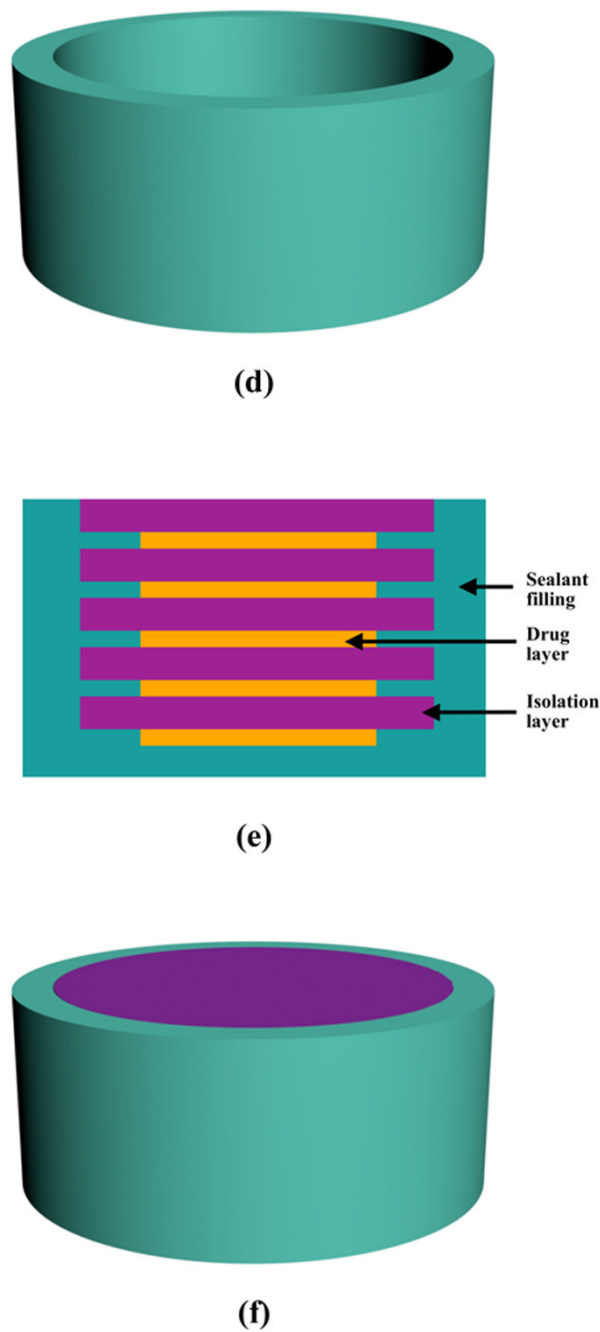 (d)
Sealant
filling
Drug
layer
Isolation
layer
(e)
(f)